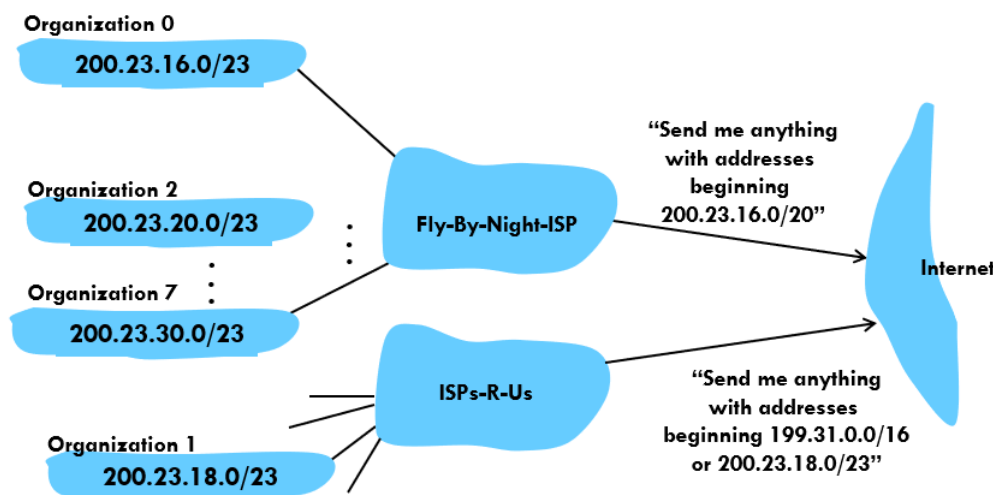 Organization 0
200.23.16.0/23
Organization 2
200.23.20.0/23
Organization 7
200.23.30.0/23
Fly-By-Night-ISP
“Send me anything
with addresses
beginning
200.23.16.0/20”
Internet
ISPs-R-Us
Organization 1
200.23.18.0/23
“Send me anything
with addresses
beginning 199.31.0.0/16
or 200.23.18.0/23”